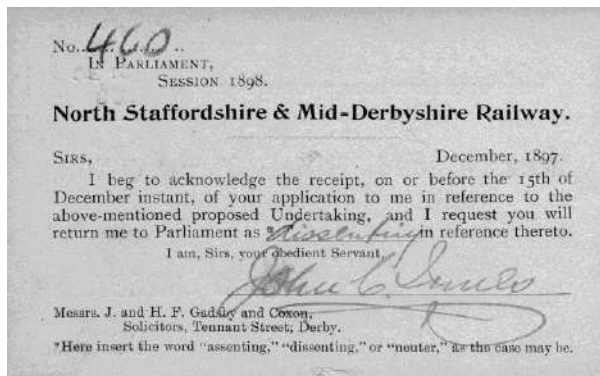 No. 460
IN PARLIAMENT,
SESSION 1898.
North Staffordshire & Mid-Derbyshire Railway.
SIRS, December, 1897.
I beg to acknowledge the receipt, on or before the 15th of
December instant, of your application to me in reference to the
above-mentioned proposed Undertaking, and I request you will
return me to Parliament as *dissenting in reference thereto.
I am, Sirs, your obedient Servant,
John C.
Messrs. J. and H. F. Gadsby and Coxon,
Solicitors, Tennant Street, Derby.
*Here insert the word "assenting," "dissenting," or "neuter," as the case may be.